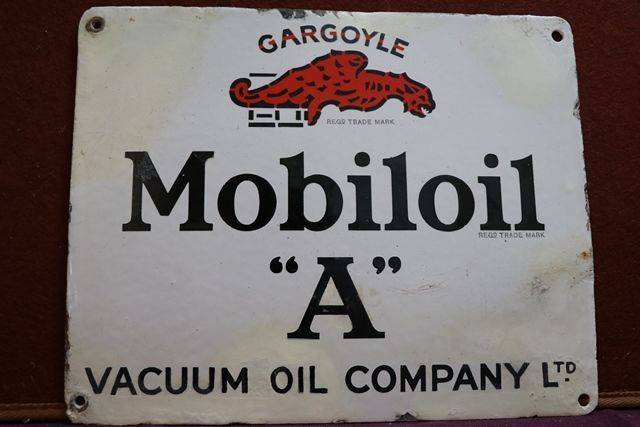 GARGOYLE
REGD TRADE MARK
Mobiloil
REGD TRADE MARK
"A"
VACUUM OIL COMPANY LTD